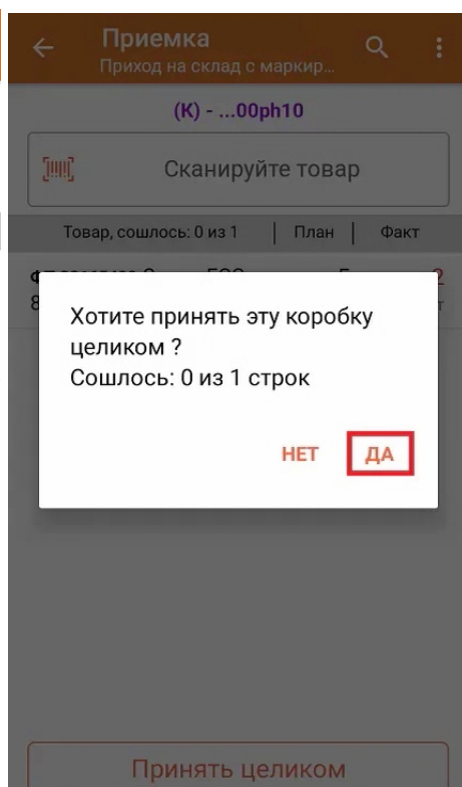 Приемка
Приход на склад с маркир...
(К) - ...00ph10
Сканируйте товар
Товар, сошлось: 0 из 1 | План | Факт
Хотите принять эту коробку
целиком ?
Сошлось: 0 из 1 строк
НЕТ ДА
Принять целиком